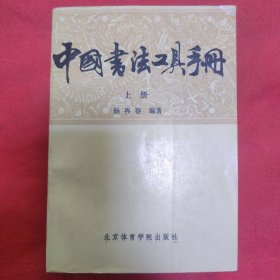 中國書法工具手冊
上册
杨再春 编著
北京体育学院出版社